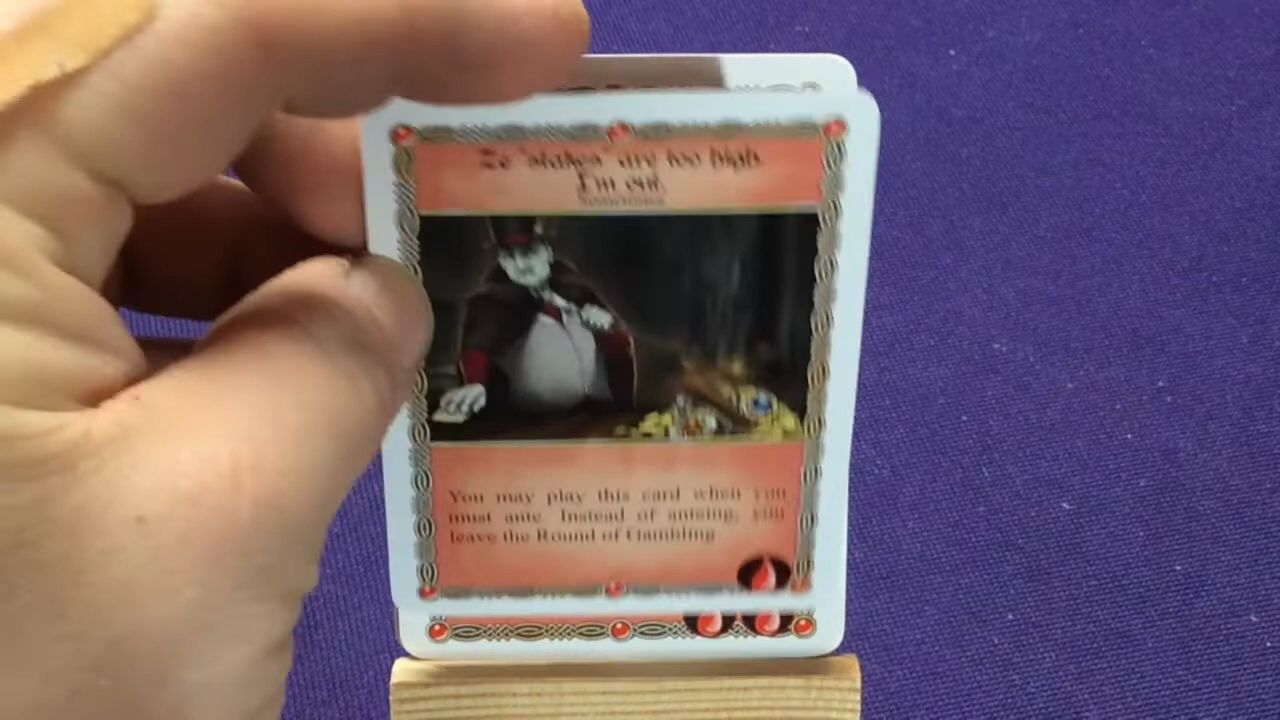 Ze "stakes" are too high.
I'm out.
Sometimes
You may play this card when you
must ante. Instead of anteing, you
leave the Round of Gambling